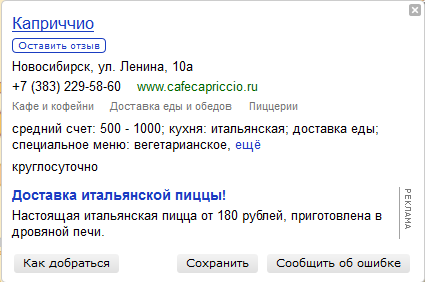 Каприччио
Оставить отзыв
Новосибирск, ул. Ленина, 10а
+7 (383) 229-58-60 www.cafecapriccio.ru
Кафе и кофейни Доставка еды и обедов Пиццерии
средний счет: 500 - 1000; кухня: итальянская; доставка еды;
специальное меню: вегетарианское, ещё
круглосуточно
Доставка итальянской пиццы!
Настоящая итальянская пицца от 180 рублей, приготовлена в
дровяной печи.
РЕКЛАМА
Как добраться Сохранить Сообщить об ошибке